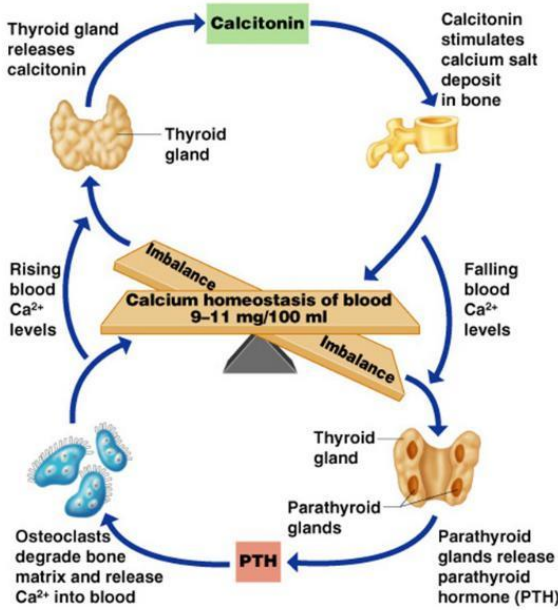 Calcitonin
Thyroid gland
releases
calcitonin
Calcitonin
stimulates
calcium salt
deposit
in bone
Thyroid
gland
Imbalance
Rising
blood
Ca²⁺
levels
Calcium homeostasis of blood
9–11 mg/100 ml
Falling
blood
Ca²⁺
levels
Imbalance
Thyroid
gland
Parathyroid
glands
Osteoclasts
degrade bone
matrix and release
Ca²⁺ into blood
PTH
Parathyroid
glands release
parathyroid
hormone (PTH)